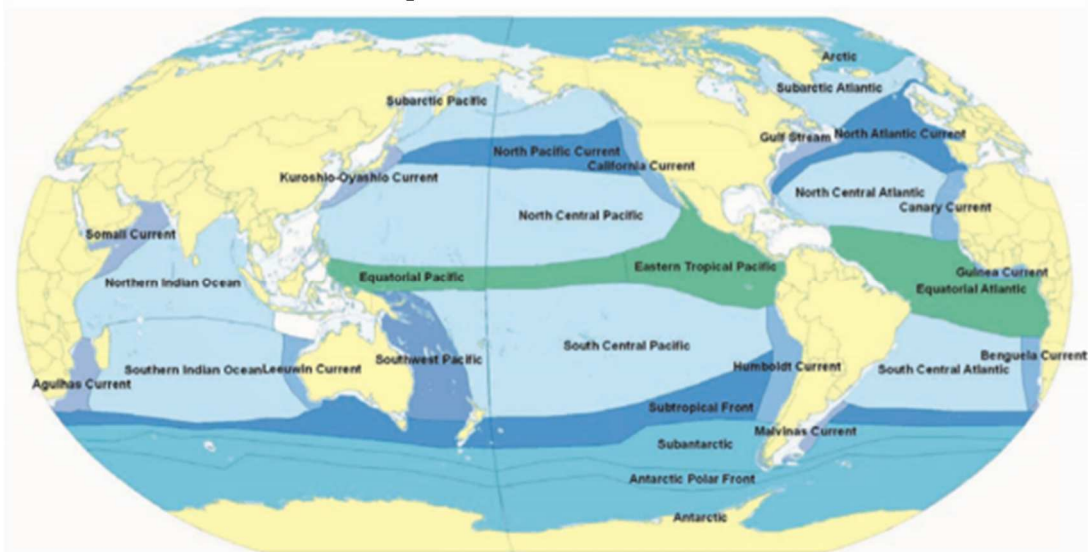 Arctic
Subarctic Atlantic
Subarctic Pacific
Gulf Stream
North Atlantic Current
North Pacific Current
California Current
Kuroshio-Oyashio Current
North Central Atlantic
Canary Current
North Central Pacific
Somali Current
Eastern Tropical Pacific
Guinea Current
Equatorial Pacific
Northern Indian Ocean
Equatorial Atlantic
South Central Pacific
Benguela Current
Southwest Pacific
Humboldt Current
Southern Indian Ocean
Leeuwin Current
South Central Atlantic
Agulhas Current
Subtropical Front
Malvinas Current
Subantarctic
Antarctic Polar Front
Antarctic